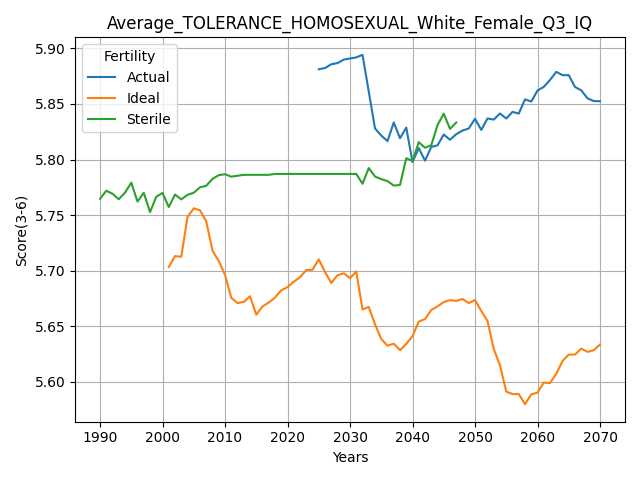 Average_TOLERANCE_HOMOSEXUAL_White_Female_Q3_IQ
Fertility
Actual
Ideal
Sterile
Score(3-6)
5.90
5.85
5.80
5.75
5.70
5.65
5.60
1990 2000 2010 2020 2030 2040 2050 2060 2070
Years